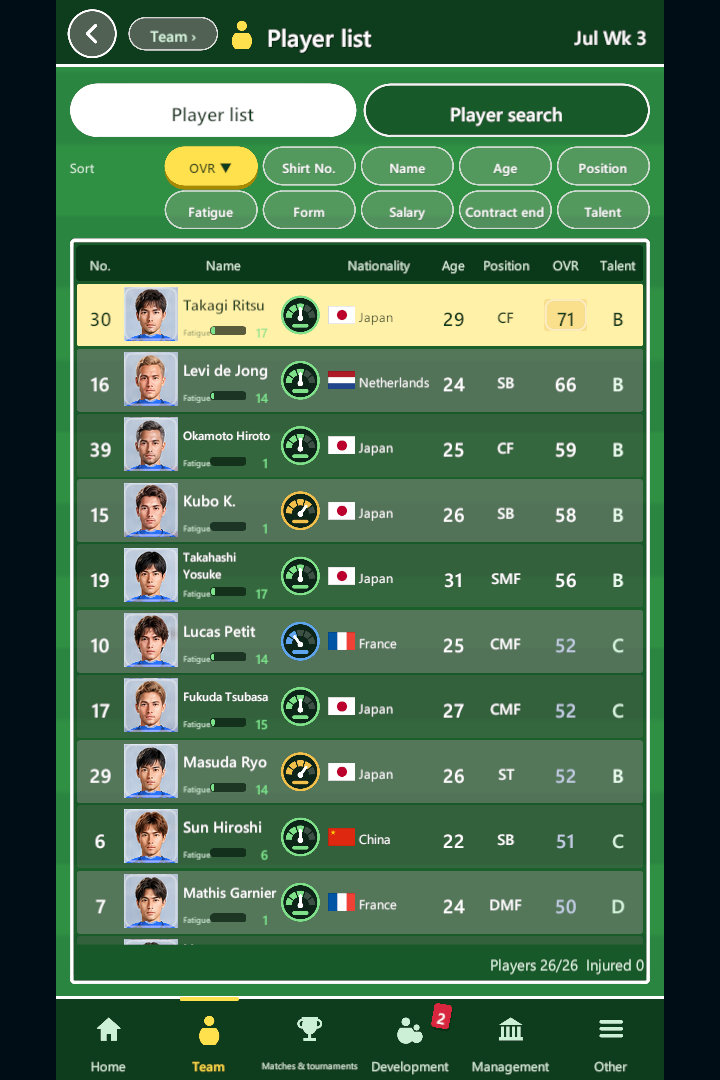 Team ›
Player list
Jul Wk 3
Player list
Player search
Sort
OVR ▼
Shirt No.
Name
Age
Position
Fatigue
Form
Salary
Contract end
Talent
No. Name Nationality Age Position OVR Talent
30 Takagi Ritsu Japan 29 CF 71 B
Fatigue 17
16 Levi de Jong Netherlands 24 SB 66 B
Fatigue 14
39 Okamoto Hiroto Japan 25 CF 59 B
Fatigue 1
15 Kubo K. Japan 26 SB 58 B
Fatigue 1
19 Takahashi
Yosuke Japan 31 SMF 56 B
Fatigue 17
10 Lucas Petit France 25 CMF 52 C
Fatigue 14
17 Fukuda Tsubasa Japan 27 CMF 52 C
Fatigue 15
29 Masuda Ryo Japan 26 ST 52 B
Fatigue 14
6 Sun Hiroshi China 22 SB 51 C
Fatigue 6
7 Mathis Garnier France 24 DMF 50 D
Fatigue 1
Players 26/26 Injured 0
2
Home
Team
Matches & tournaments
Development
Management
Other